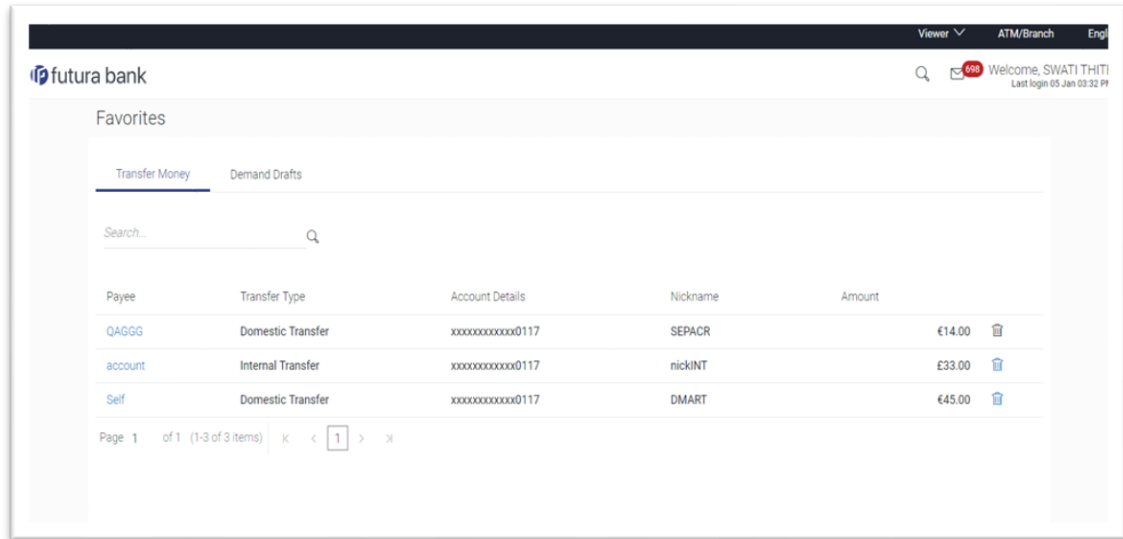 Viewer ATM/Branch Engl
futura bank 698 Welcome, SWATI THITI
Last login 05 Jan 03:32 PM
Favorites
Transfer Money Demand Drafts
Search...
Payee Transfer Type Account Details Nickname Amount
QAGGG Domestic Transfer xxxxxxxxxxxx0117 SEPACR €14.00
account Internal Transfer xxxxxxxxxxxx0117 nickINT £33.00
Self Domestic Transfer xxxxxxxxxxxx0117 DMART €45.00
Page 1 of 1 (1-3 of 3 items) 1